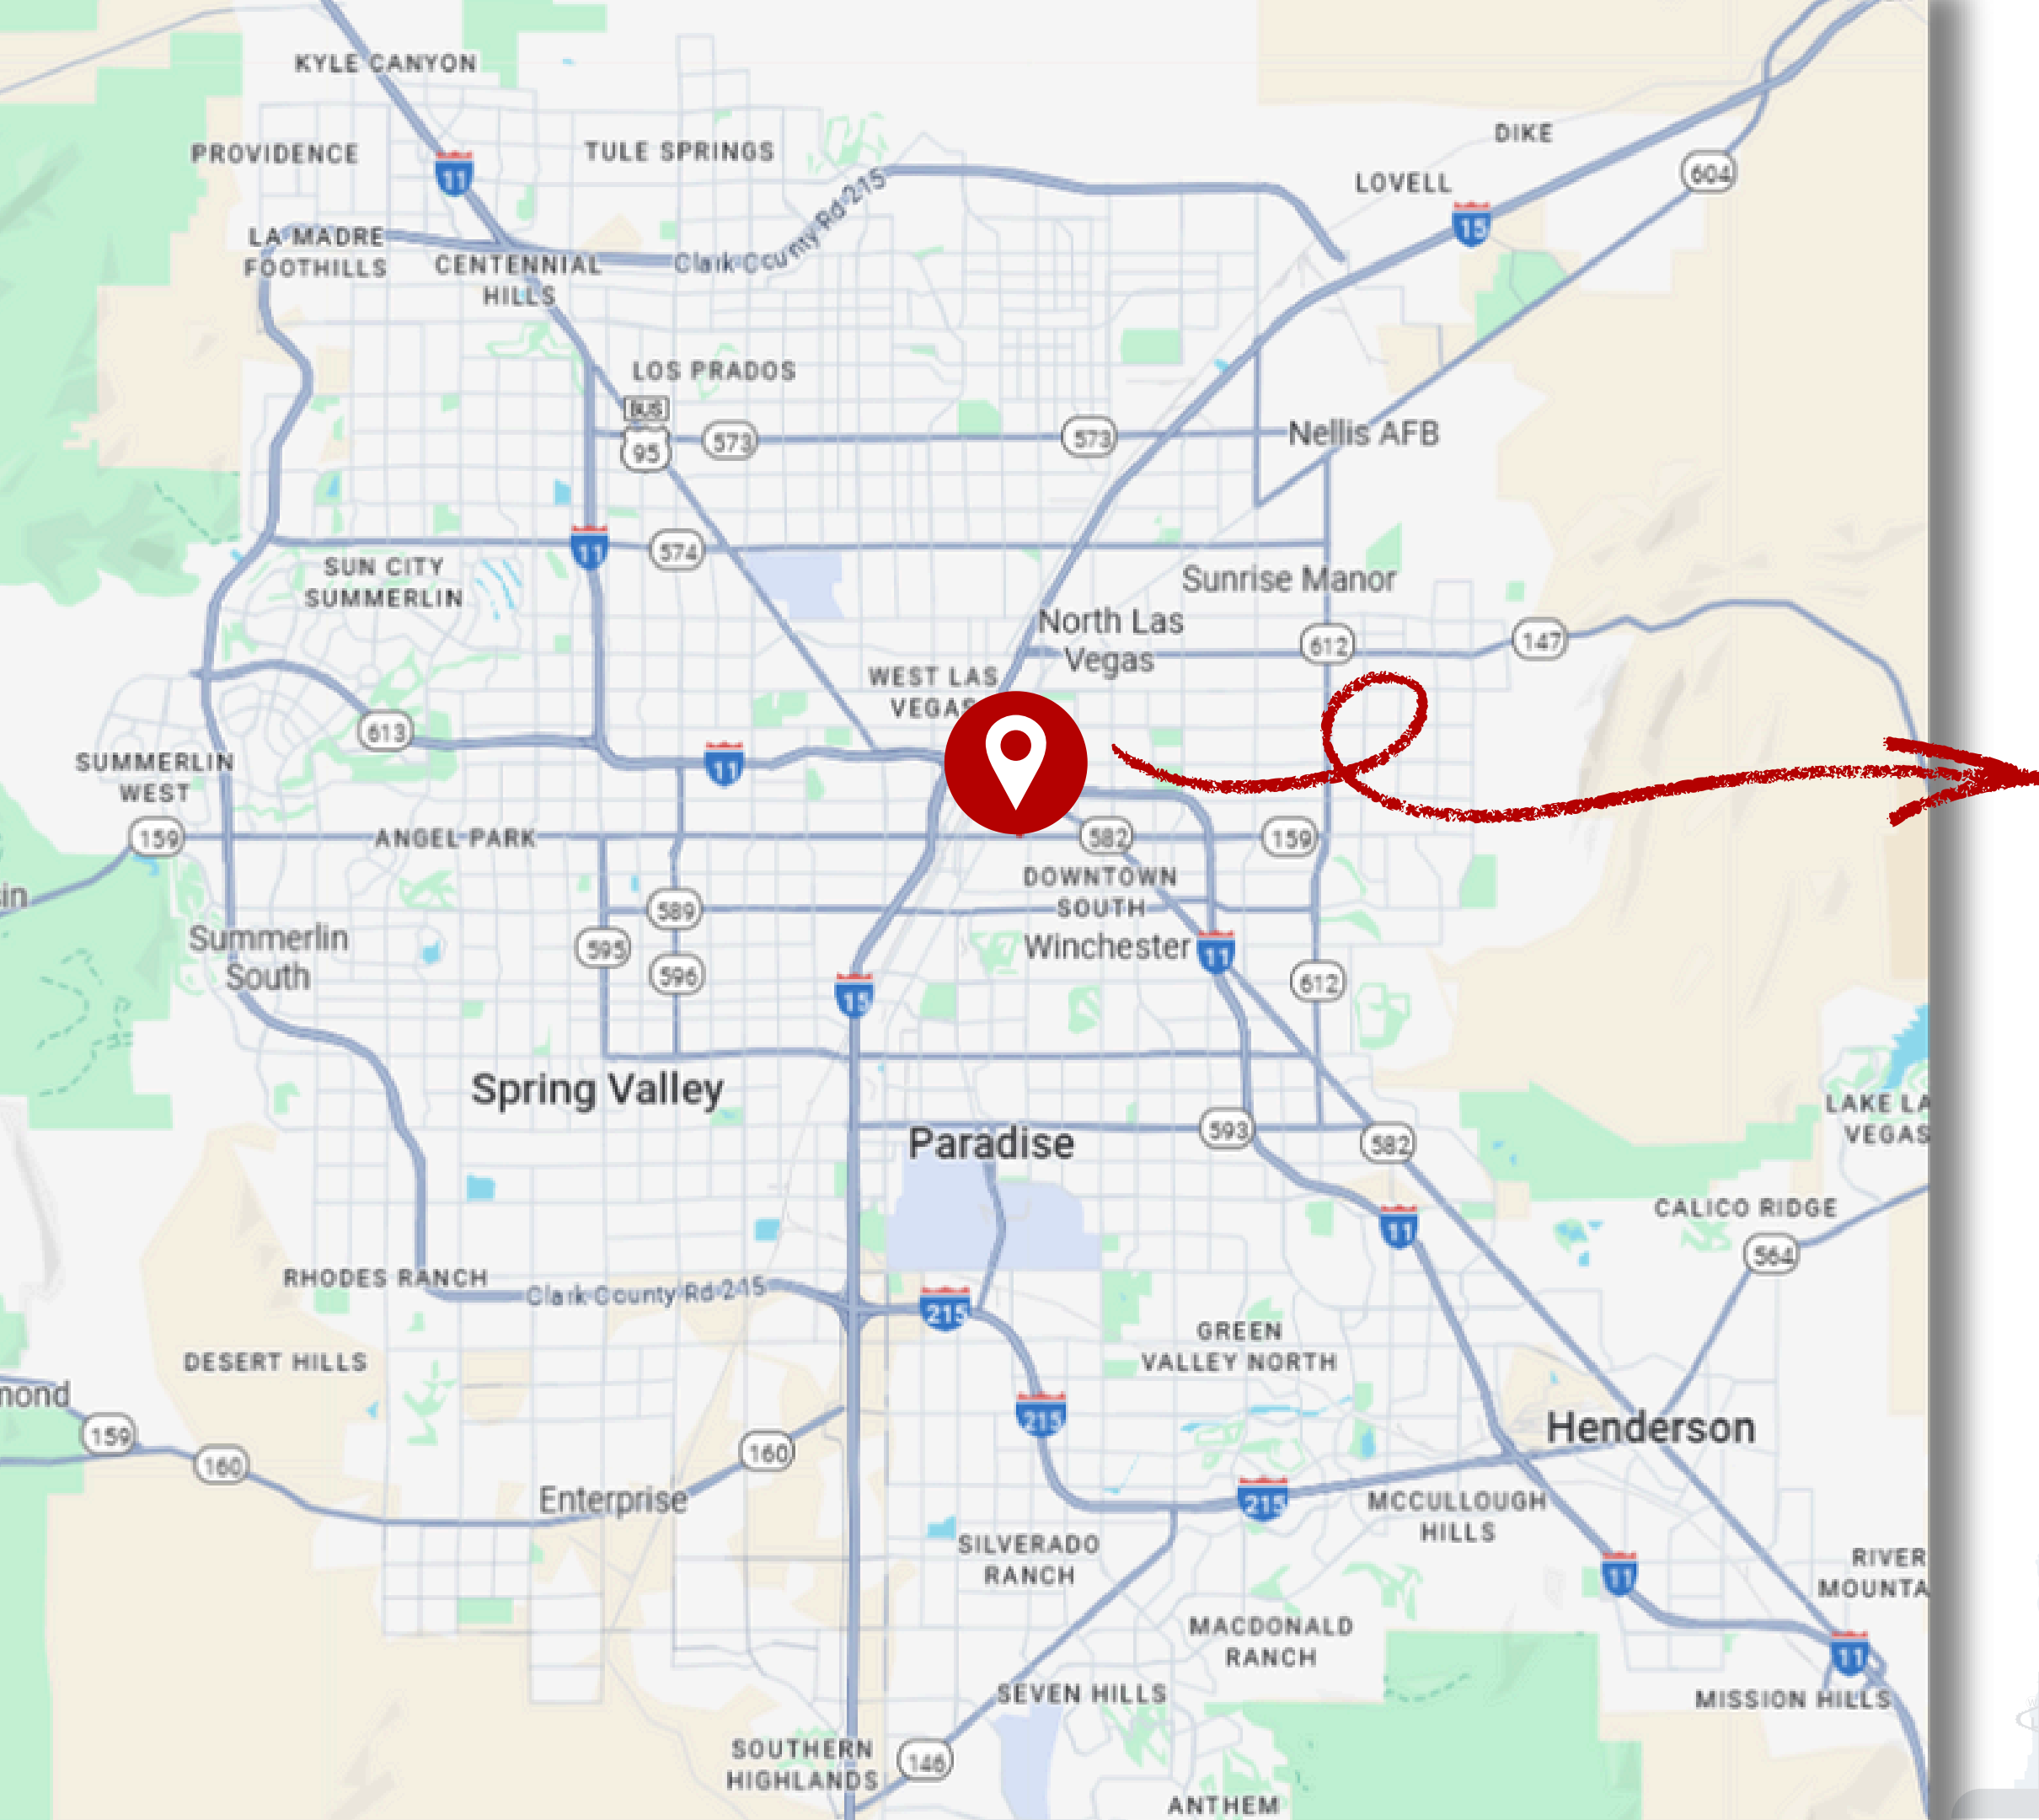 KYLE CANYON
DIKE
PROVIDENCE
TULE SPRINGS
11
604
LOVELL
15
Clark County Rd 215
LA MADRE
FOOTHILLS
CENTENNIAL
HILLS
LOS PRADOS
BUS
95
573
573
Nellis AFB
11
574
SUN CITY
SUMMERLIN
Sunrise Manor
North Las
Vegas
612
147
WEST LAS
VEGAS
613
SUMMERLIN
WEST
11
159
ANGEL PARK
582
159
DOWNTOWN
SOUTH
in
589
Summerlin
South
595
Winchester
11
596
612
15
Spring Valley
Paradise
593
582
LAKE LA
VEGAS
CALICO RIDGE
11
564
RHODES RANCH
Clark County Rd 215
215
GREEN
VALLEY NORTH
DESERT HILLS
mond
215
159
160
160
Henderson
Enterprise
215
MCCULLOUGH
HILLS
SILVERADO
RANCH
11
RIVER
MOUNTA
MACDONALD
RANCH
11
SEVEN HILLS
MISSION HILLS
SOUTHERN
HIGHLANDS
146
ANTHEM